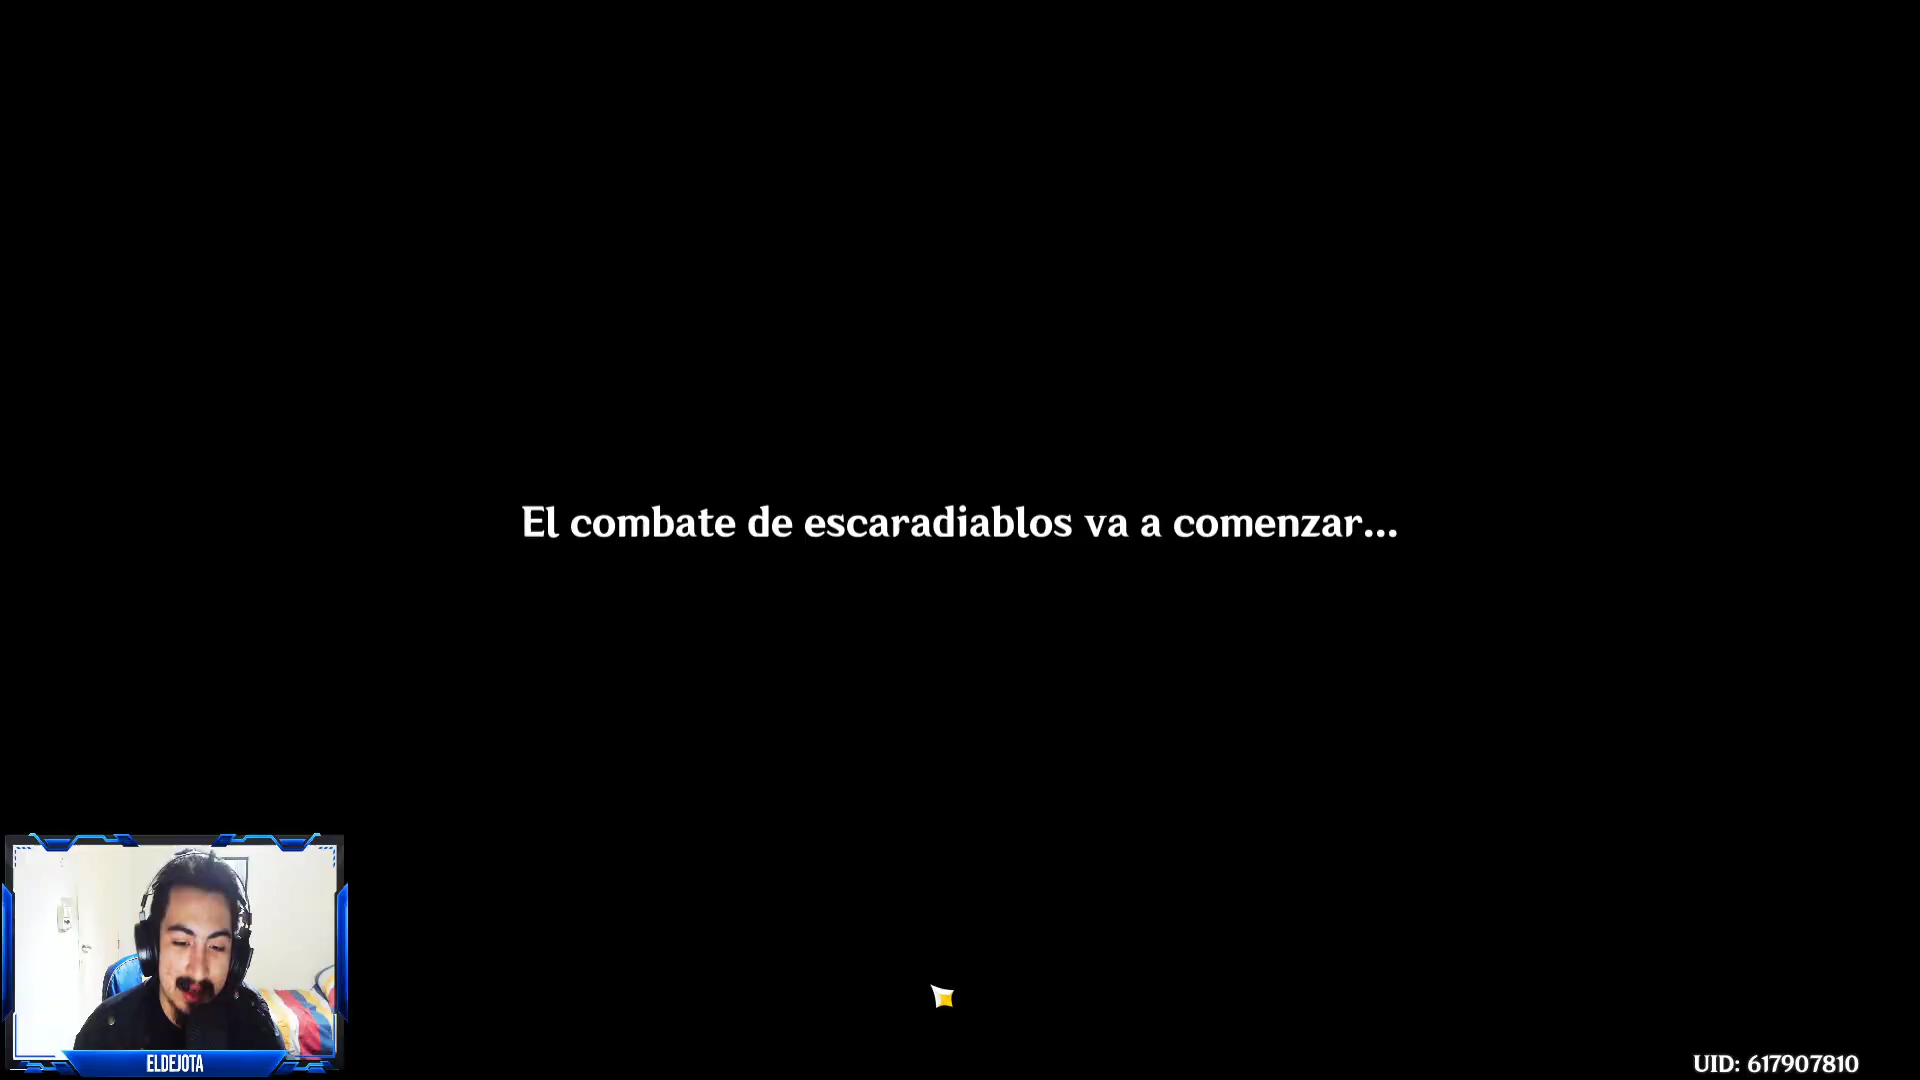 El combate de escaradiablos va a comenzar...
ELDEJOTA
UID: 617907810